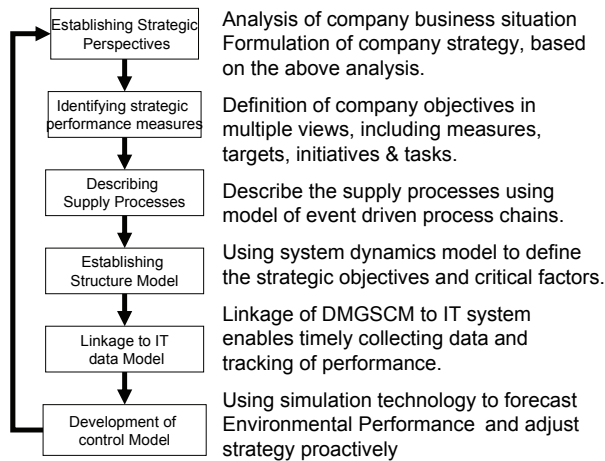 Establishing Strategic
Perspectives
Analysis of company business situation
Formulation of company strategy, based
on the above analysis.
Identifying strategic
performance measures
Definition of company objectives in
multiple views, including measures,
targets, initiatives & tasks.
Describing
Supply Processes
Describe the supply processes using
model of event driven process chains.
Establishing
Structure Model
Using system dynamics model to define
the strategic objectives and critical factors.
Linkage to IT
data Model
Linkage of DMGSCM to IT system
enables timely collecting data and
tracking of performance.
Development of
control Model
Using simulation technology to forecast
Environmental Performance and adjust
strategy proactively